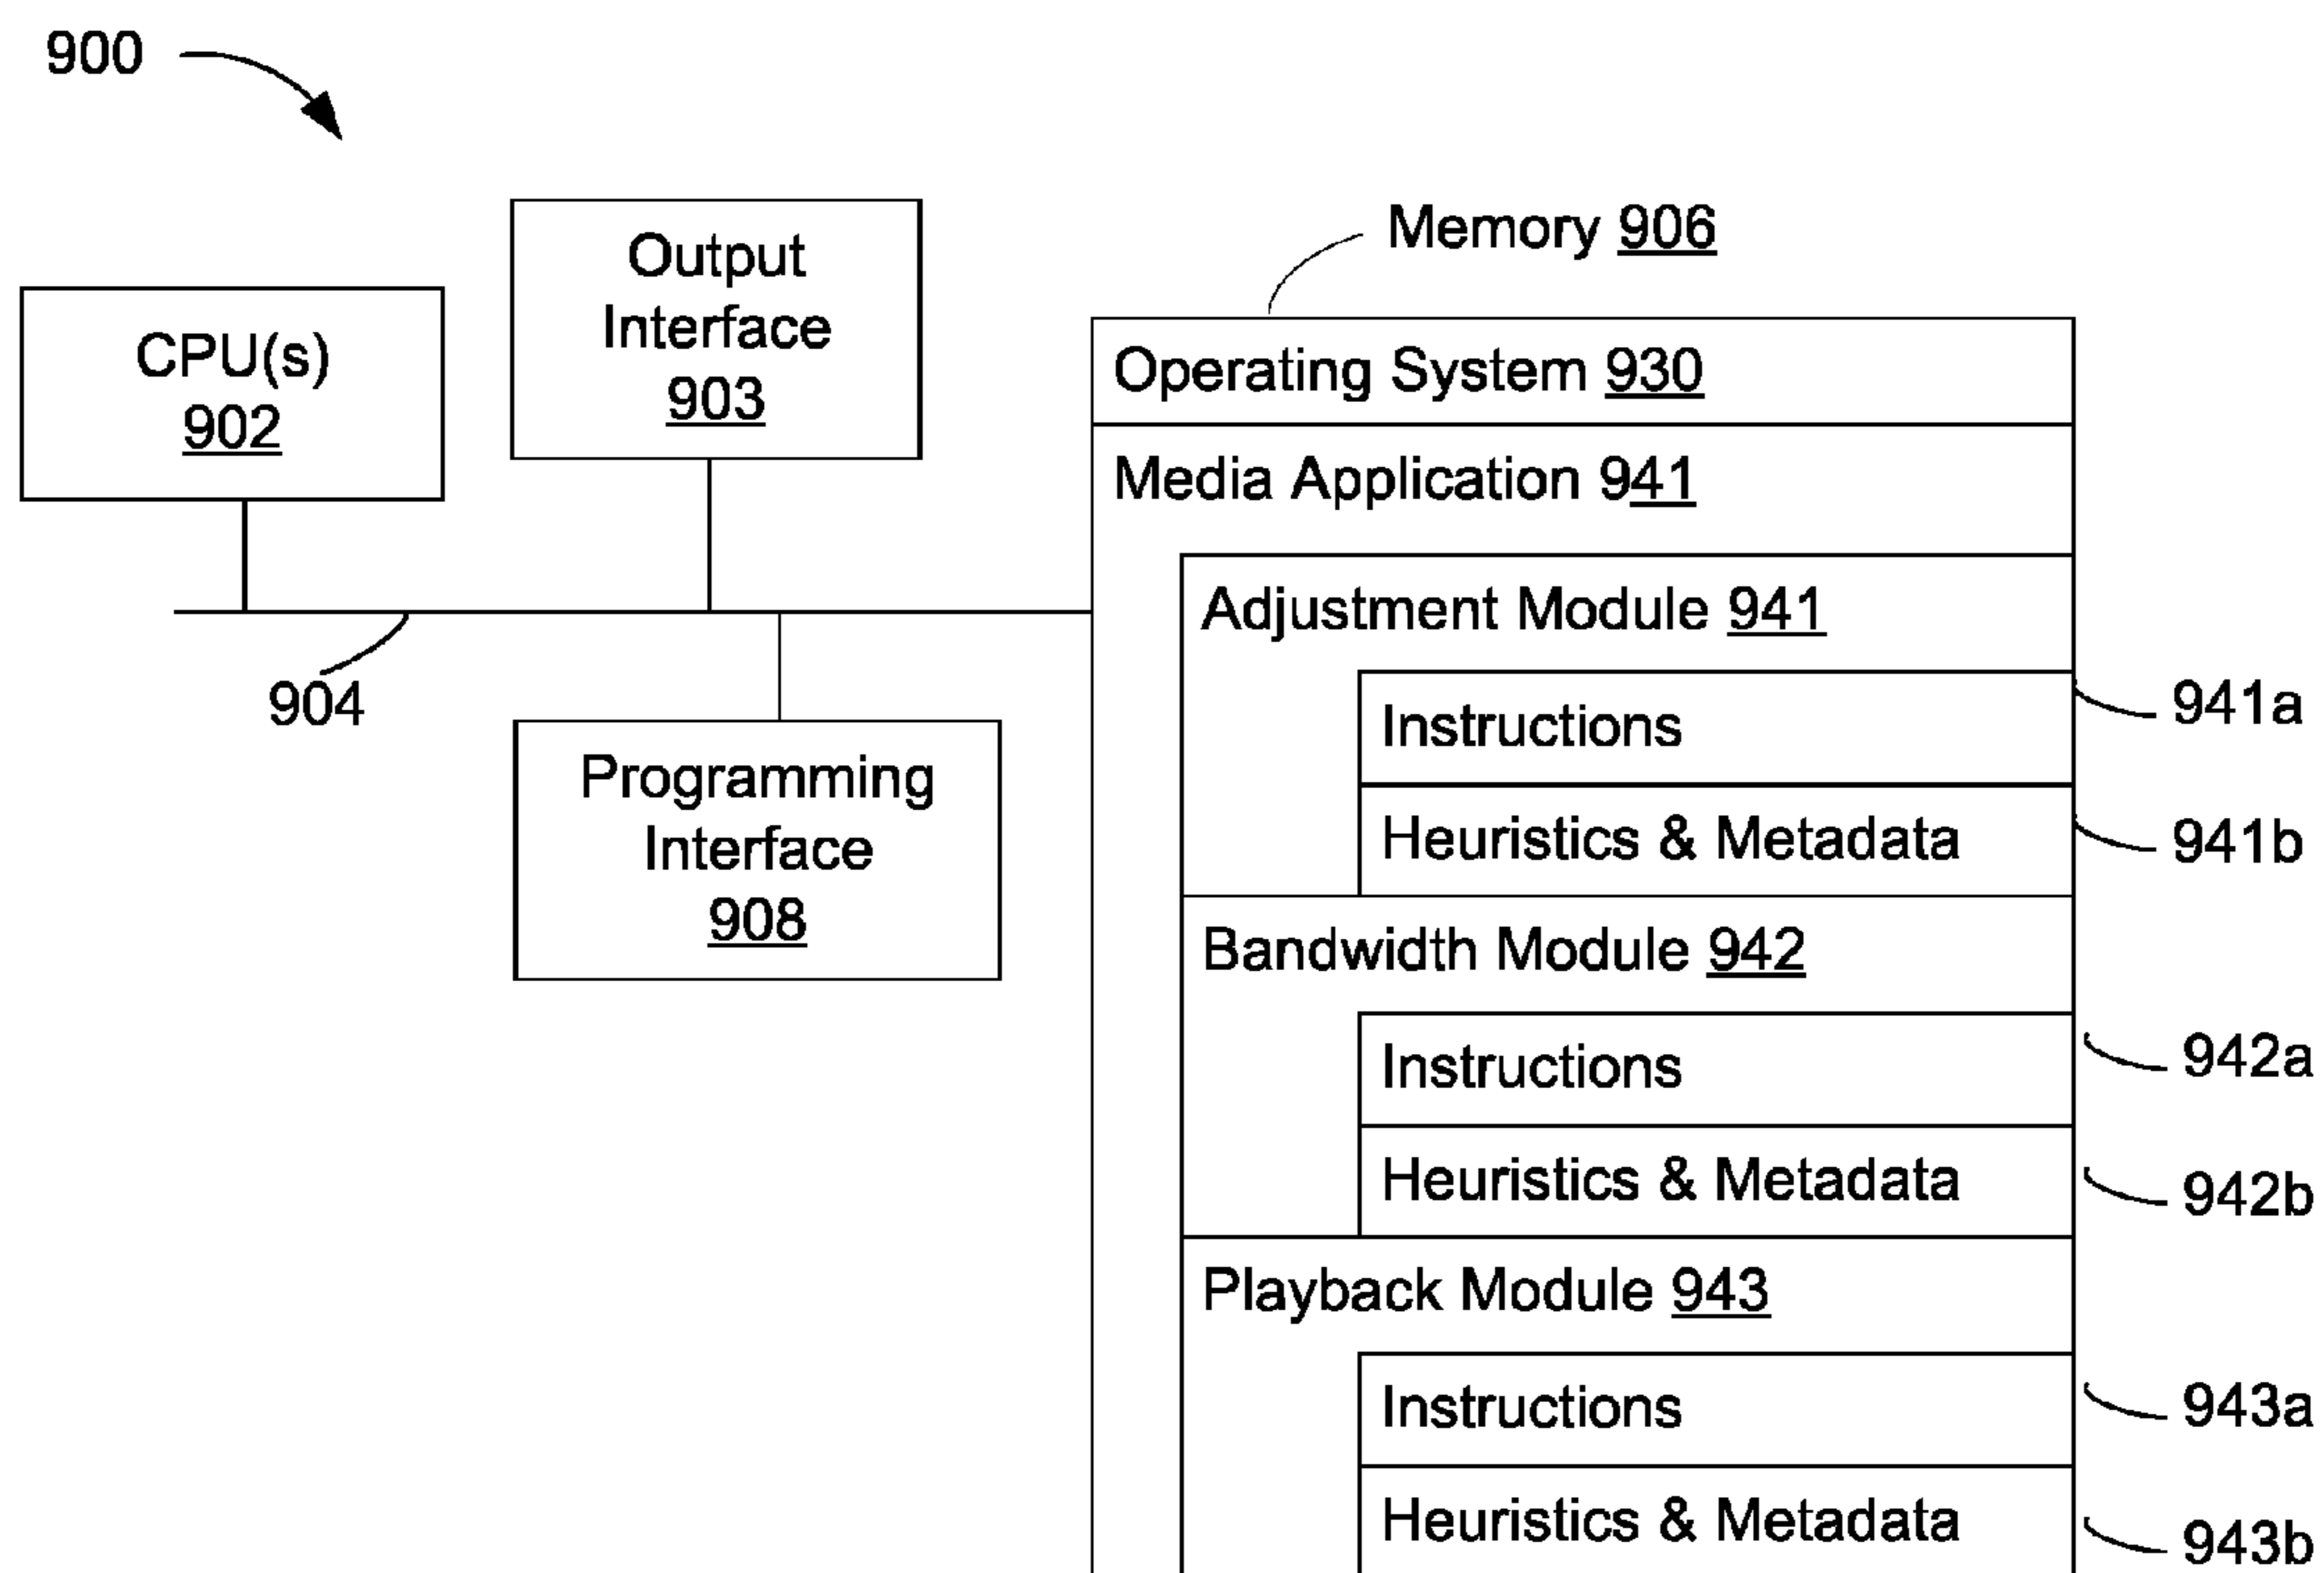 900
CPU(s)
902
Output
Interface
903
904
Programming
Interface
908
Memory 906
Operating System 930
Media Application 941
Adjustment Module 941
Instructions
941a
Heuristics & Metadata
941b
Bandwidth Module 942
Instructions
942a
Heuristics & Metadata
942b
Playback Module 943
Instructions
943a
Heuristics & Metadata
943b